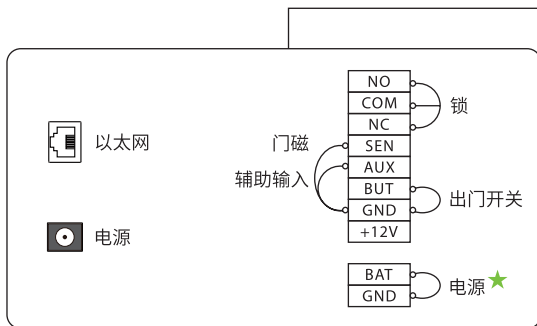 以太网
电源
门磁
辅助输入
NO
COM
NC
SEN
AUX
BUT
GND
+12V
BAT
GND
锁
出门开关
电源